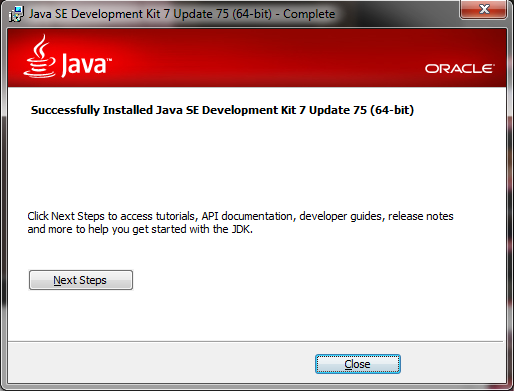 Java SE Development Kit 7 Update 75 (64-bit) - Complete
Java™
ORACLE®
Successfully Installed Java SE Development Kit 7 Update 75 (64-bit)
Click Next Steps to access tutorials, API documentation, developer guides, release notes
and more to help you get started with the JDK.
Next Steps
Close